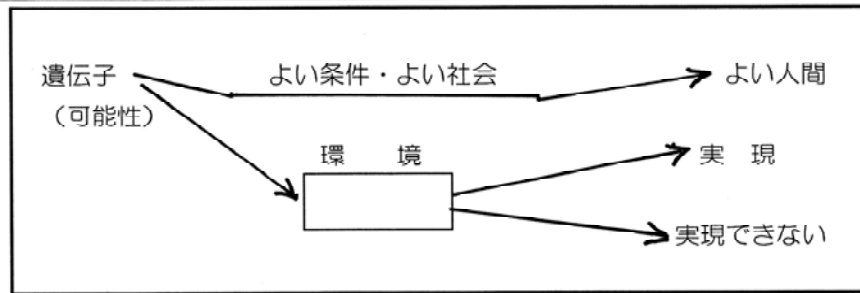 遺伝子
よい条件・よい社会
よい人間
（可能性）
環　境
実　現
実現できない